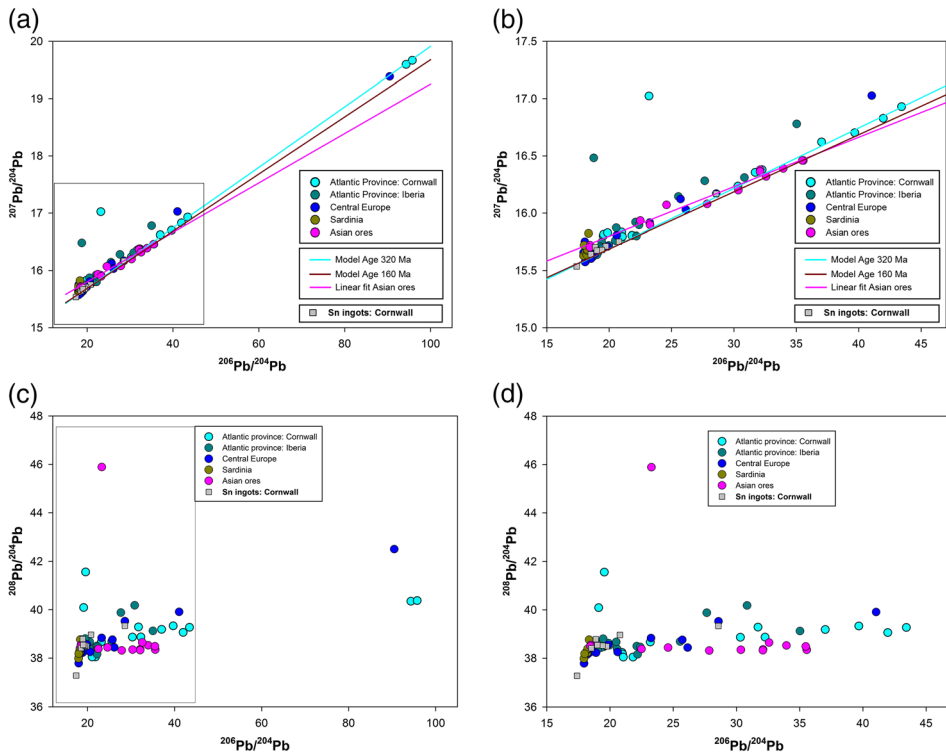 (a)
20
19
18
17
16
15
²⁰⁷Pb/²⁰⁴Pb
Atlantic Province: Cornwall
Atlantic Province: Iberia
Central Europe
Sardinia
Asian ores
Model Age 320 Ma
Model Age 160 Ma
Linear fit Asian ores
Sn ingots: Cornwall
20 40 60 80 100
²⁰⁶Pb/²⁰⁴Pb
(b)
17.5
17.0
16.5
16.0
15.5
15.0
²⁰⁷Pb/²⁰⁴Pb
Atlantic Province: Cornwall
Atlantic Province: Iberia
Central Europe
Sardinia
Asian ores
Model Age 320 Ma
Model Age 160 Ma
Linear fit Asian ores
Sn ingots: Cornwall
15 20 25 30 35 40 45
²⁰⁶Pb/²⁰⁴Pb
(c)
48
46
44
42
40
38
36
²⁰⁸Pb/²⁰⁴Pb
Atlantic province: Cornwall
Atlantic province: Iberia
Central Europe
Sardinia
Asian ores
Sn ingots: Cornwall
20 40 60 80 100
²⁰⁶Pb/²⁰⁴Pb
(d)
48
46
44
42
40
38
36
²⁰⁸Pb/²⁰⁴Pb
Atlantic province: Cornwall
Atlantic province: Iberia
Central Europe
Sardinia
Asian ores
Sn ingots: Cornwall
15 20 25 30 35 40 45
²⁰⁶Pb/²⁰⁴Pb